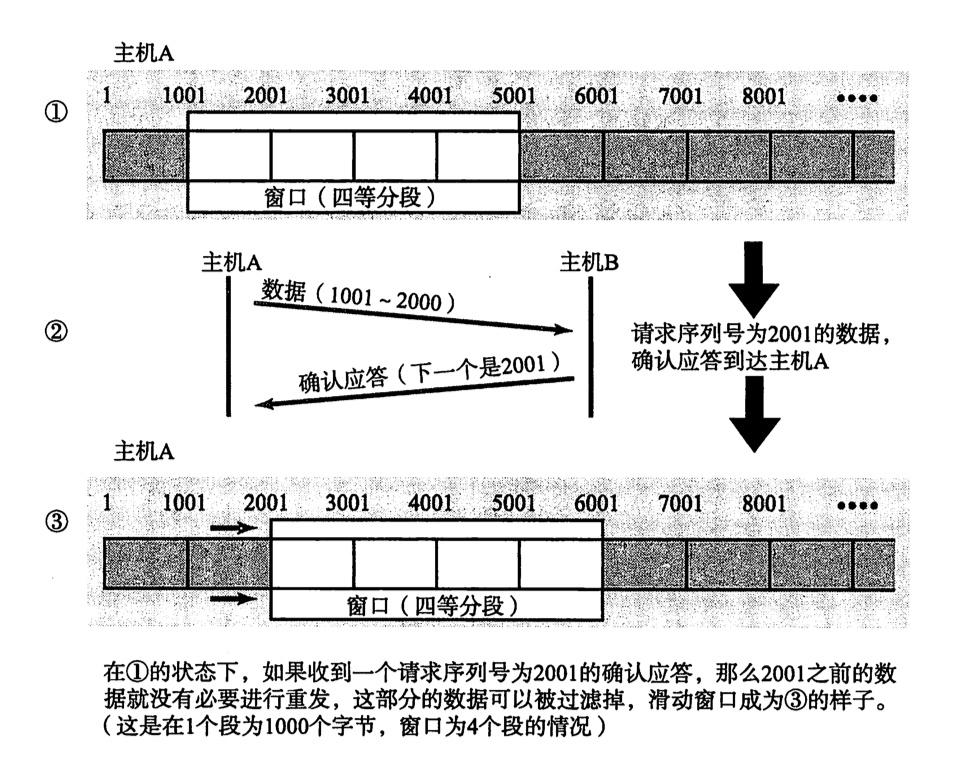 主机A
①
1 1001 2001 3001 4001 5001 6001 7001 8001 ••••
窗口（四等分段）
②
主机A 主机B
数据（1001～2000）
确认应答（下一个是2001）
请求序列号为2001的数据，
确认应答到达主机A
主机A
③
1 1001 2001 3001 4001 5001 6001 7001 8001 ••••
窗口（四等分段）
在①的状态下，如果收到一个请求序列号为2001的确认应答，那么2001之前的数
据就没有必要进行重发，这部分的数据可以被过滤掉，滑动窗口成为③的样子。
（这是在1个段为1000个字节，窗口为4个段的情况）